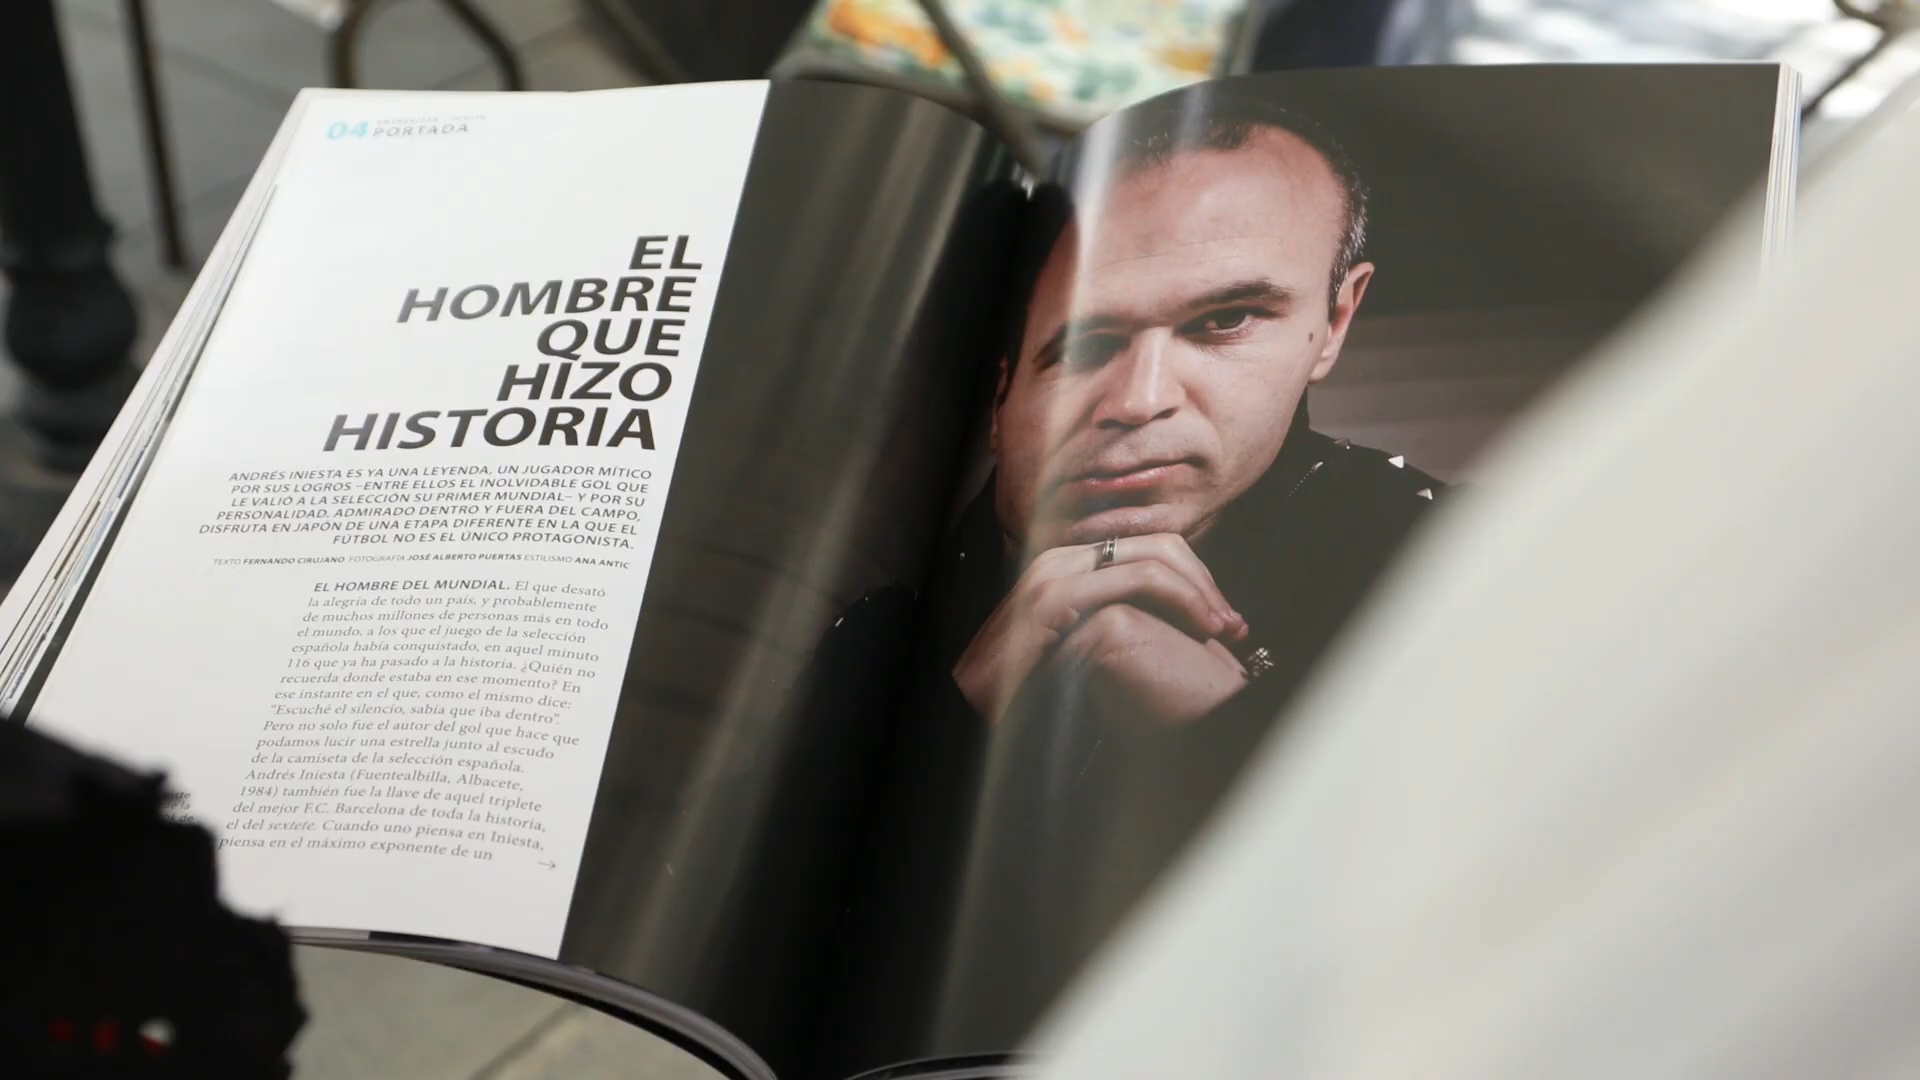 04 ENTREVISTA INIESTA
PORTADA
EL
HOMBRE
QUE
HIZO
HISTORIA
ANDRÉS INIESTA ES YA UNA LEYENDA, UN JUGADOR MÍTICO
POR SUS LOGROS –ENTRE ELLOS EL INOLVIDABLE GOL QUE
LE VALIO A LA SELECCIÓN SU PRIMER MUNDIAL– Y POR SU
PERSONALIDAD. ADMIRADO DENTRO Y FUERA DEL CAMPO,
DISFRUTA EN JAPÓN DE UNA ETAPA DIFERENTE EN LA QUE EL
FÚTBOL NO ES EL ÚNICO PROTAGONISTA.
TEXTO FERNANDO CIRUJANO FOTOGRAFÍA JOSÉ ALBERTO PUERTAS ESTILISMO ANA ANTIC
EL HOMBRE DEL MUNDIAL. El que desató
la alegría de todo un país, y probablemente
de muchos millones de personas más en todo
el mundo, a los que el juego de la selección
española había conquistado, en aquel minuto
116 que ya ha pasado a la historia. ¿Quién no
recuerda donde estaba en ese momento? En
ese instante en el que, como el mismo dice:
"Escuché el silencio, sabía que iba dentro".
Pero no solo fue el autor del gol que hace que
podamos lucir una estrella junto al escudo
de la camiseta de la selección española.
Andrés Iniesta (Fuentealbilla, Albacete,
1984) también fue la llave de aquel triplete
del mejor F.C. Barcelona de toda la historia,
el del sextete. Cuando uno piensa en Iniesta,
piensa en el máximo exponente de un
→
de la
os de